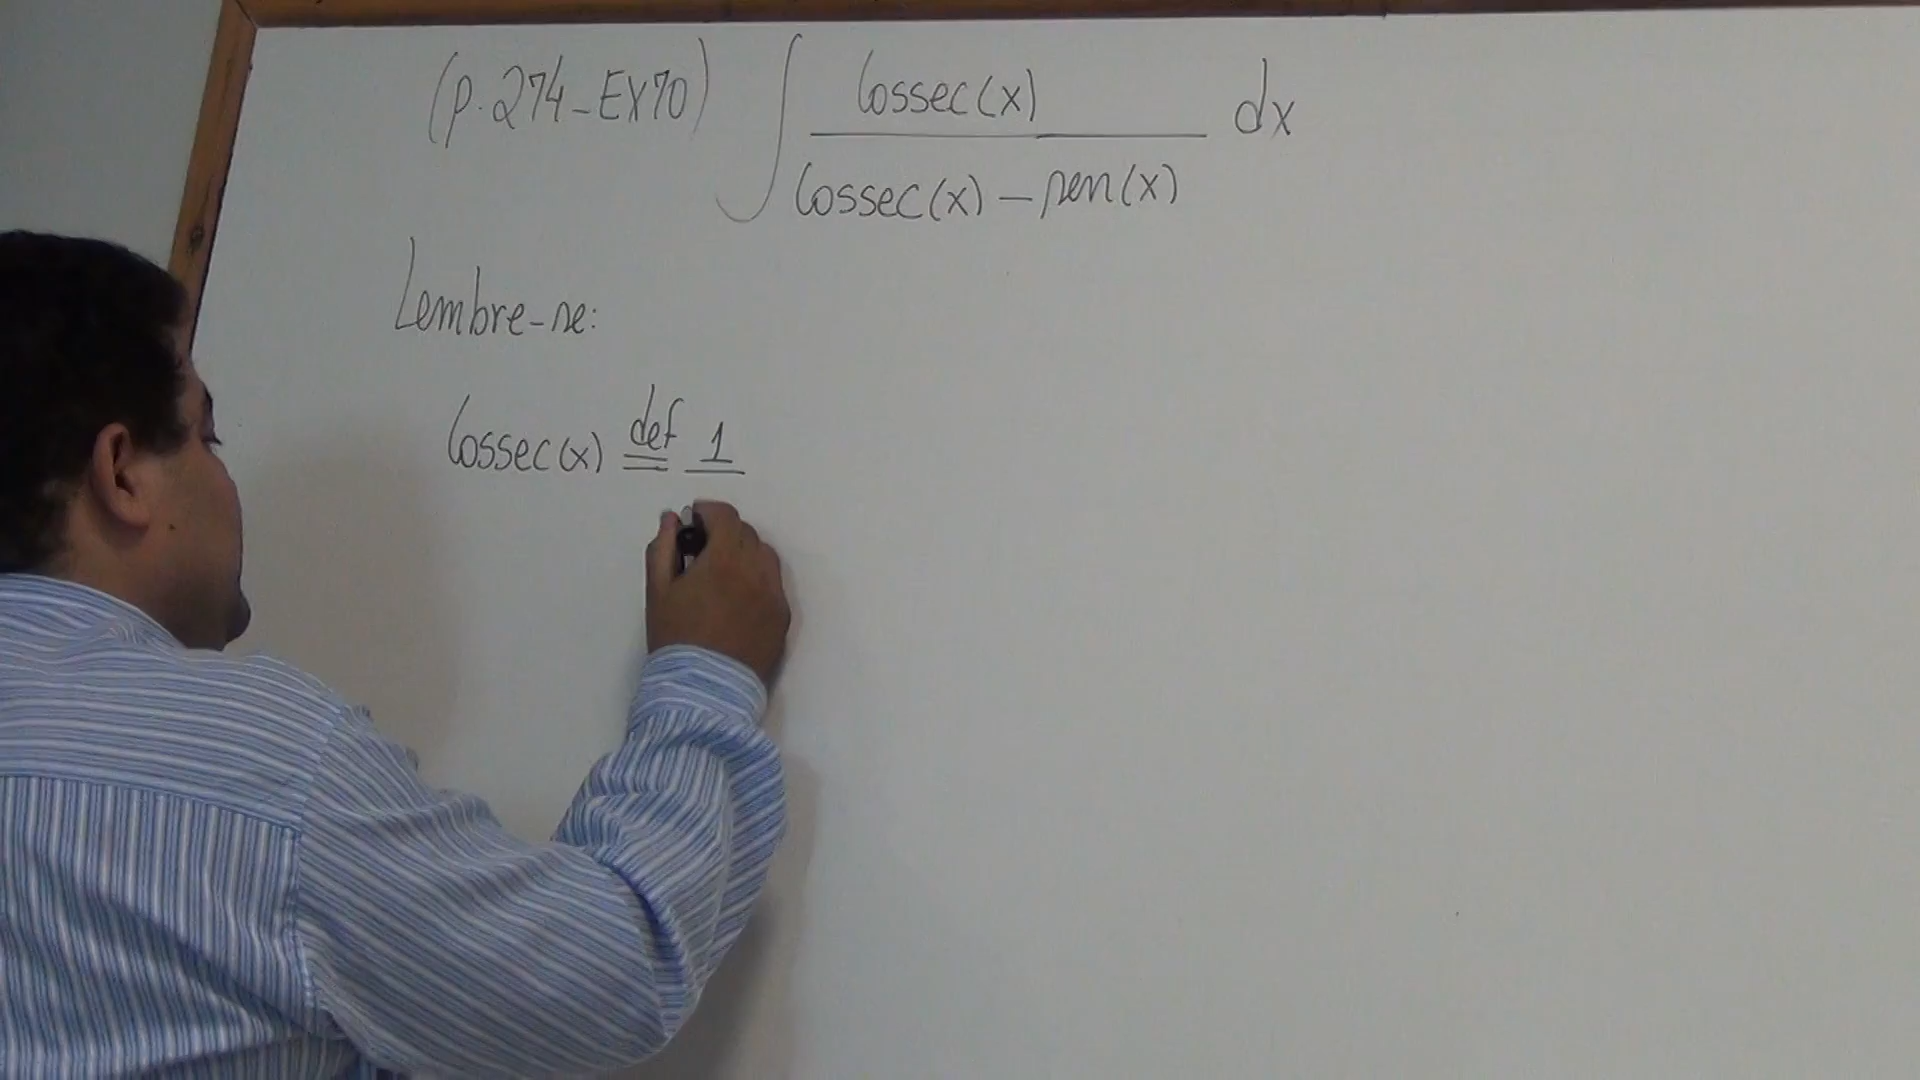 (p.274-EX70) ∫ Cossec(x) / Cossec(x) - sen(x) dx
Lembre-se:
Cossec(x) def = 1